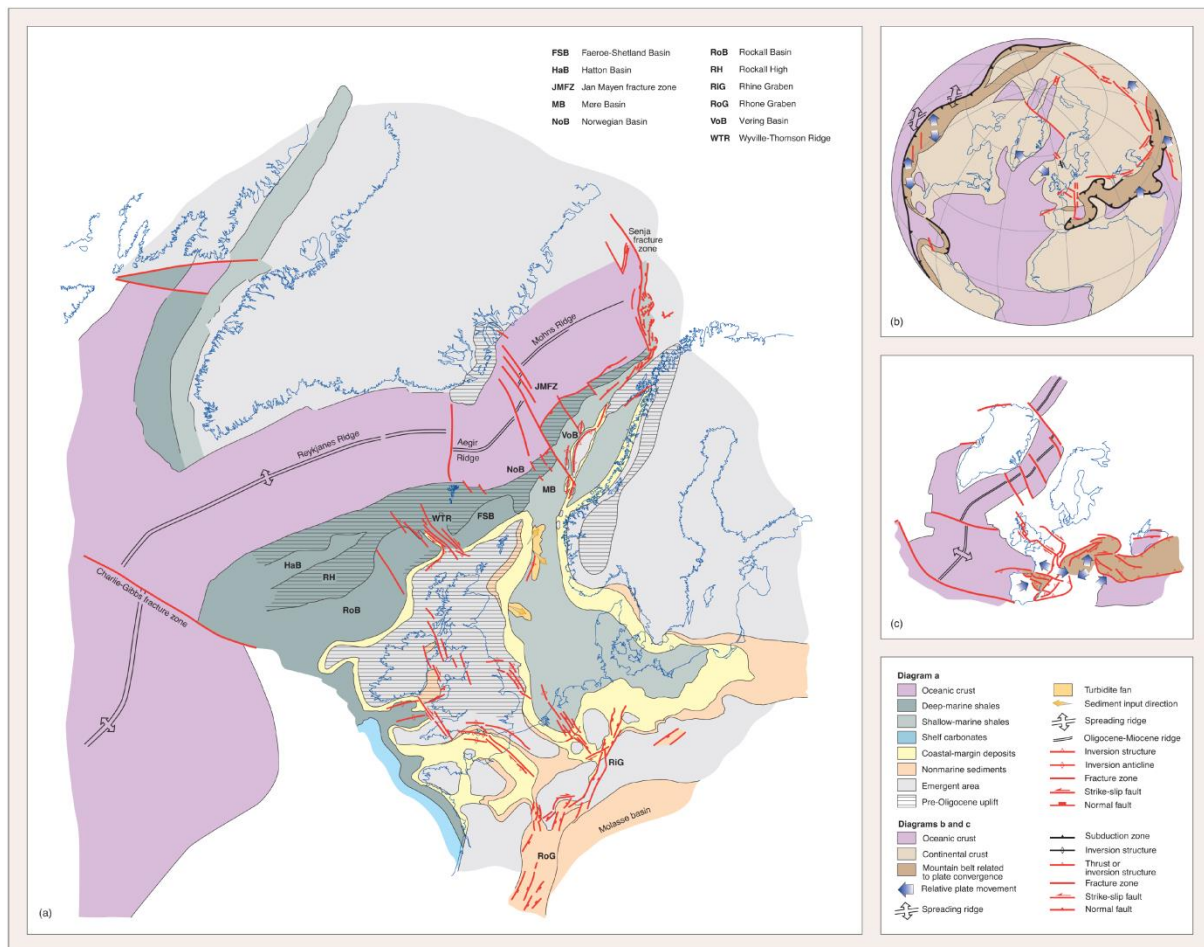 FSB Faeroe-Shetland Basin
HaB Hatton Basin
JMFZ Jan Mayen fracture zone
MB Møre Basin
NoB Norwegian Basin
RoB Rockall Basin
RH Rockall High
RiG Rhine Graben
RoG Rhone Graben
VoB Vøring Basin
WTR Wyville-Thomson Ridge
Senja
fracture
zone
Mohns Ridge
JMFZ
Reykjanes Ridge
Aegir
Ridge
VoB
NoB
MB
WTR
FSB
HaB
RH
RoB
Charlie-Gibbs fracture zone
RiG
Molasse basin
RoG
(a)
(b)
(c)
Diagram a
Oceanic crust
Deep-marine shales
Shallow-marine shales
Shelf carbonates
Coastal-margin deposits
Nonmarine sediments
Emergent area
Pre-Oligocene uplift
Turbidite fan
Sediment input direction
Spreading ridge
Oligocene-Miocene ridge
Inversion structure
Inversion anticline
Fracture zone
Strike-slip fault
Normal fault
Diagrams b and c
Oceanic crust
Continental crust
Mountain belt related
to plate convergence
Relative plate movement
Spreading ridge
Subduction zone
Inversion structure
Thrust or
inversion structure
Fracture zone
Strike-slip fault
Normal fault